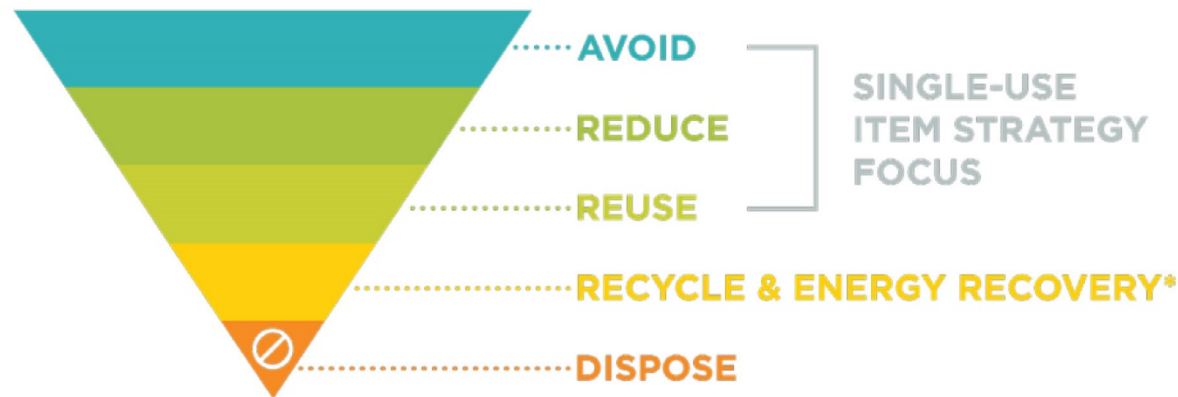 AVOID
REDUCE
REUSE
SINGLE-USE
ITEM STRATEGY
FOCUS
RECYCLE & ENERGY RECOVERY*
DISPOSE